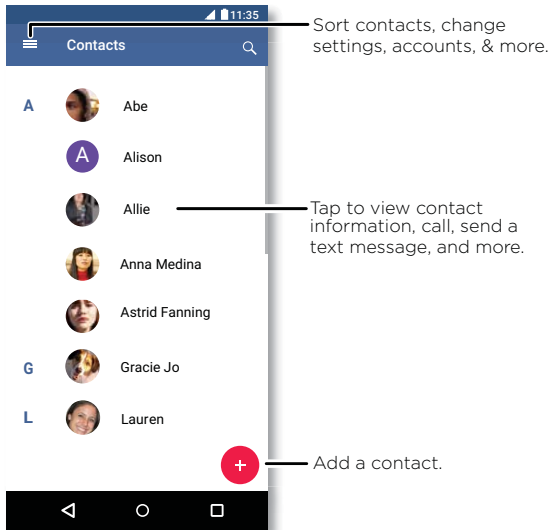 11:35
Contacts
Sort contacts, change
settings, accounts, & more.
A
Abe
A
Alison
Allie
Tap to view contact
information, call, send a
text message, and more.
Anna Medina
Astrid Fanning
G
Gracie Jo
L
Lauren
+
Add a contact.